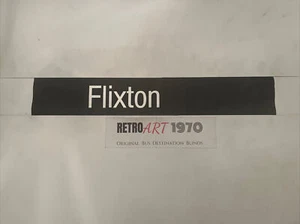 Flixton
RETROART 1970
ORIGINAL BUS DESTINATION BLINDS